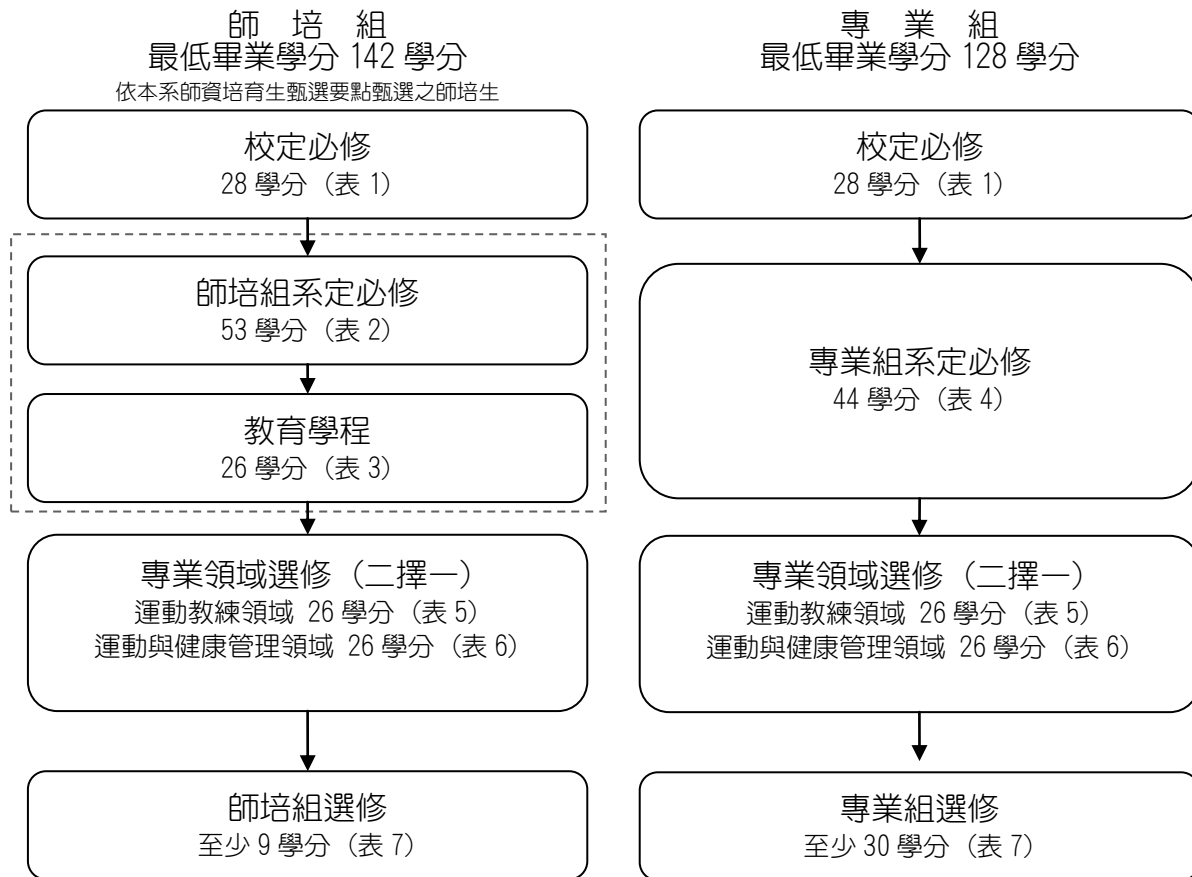 師 培 組
最低畢業學分 142 學分
依本系師資培育生甄選要點甄選之師培生
校定必修
28 學分（表 1）
師培組系定必修
53 學分（表 2）
教育學程
26 學分（表 3）
專業領域選修（二擇一）
運動教練領域 26 學分（表 5）
運動與健康管理領域 26 學分（表 6）
師培組選修
至少 9 學分（表 7）
專 業 組
最低畢業學分 128 學分
校定必修
28 學分（表 1）
專業組系定必修
44 學分（表 4）
專業領域選修（二擇一）
運動教練領域 26 學分（表 5）
運動與健康管理領域 26 學分（表 6）
專業組選修
至少 30 學分（表 7）